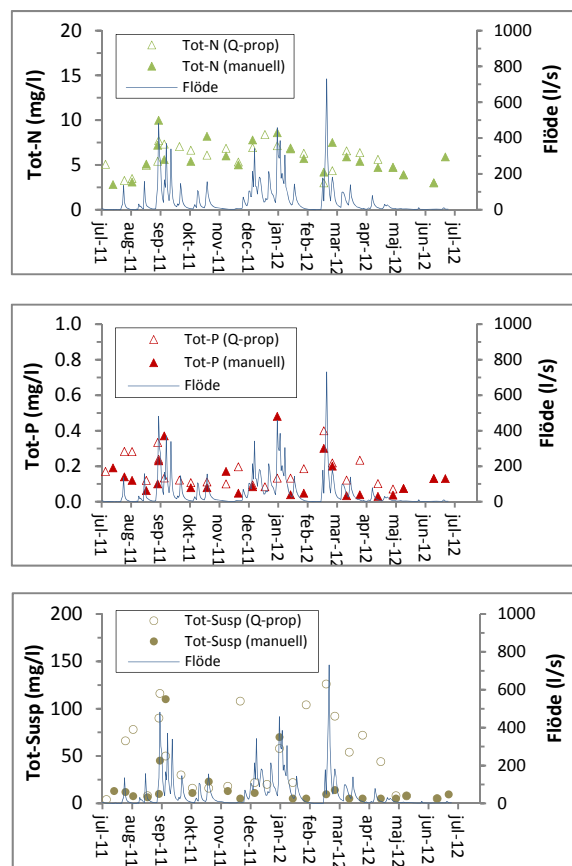 Tot-N (mg/l)
20
15
10
5
0
Tot-N (Q-prop)
Tot-N (manuell)
Flöde
1000
800
600
400
200
0
Flöde (l/s)
jul-11
aug-11
sep-11
okt-11
nov-11
dec-11
jan-12
feb-12
mar-12
apr-12
maj-12
jun-12
jul-12
Tot-P (mg/l)
1.0
0.8
0.6
0.4
0.2
0.0
Tot-P (Q-prop)
Tot-P (manuell)
Flöde
1000
800
600
400
200
0
Flöde (l/s)
jul-11
aug-11
sep-11
okt-11
nov-11
dec-11
jan-12
feb-12
mar-12
apr-12
maj-12
jun-12
jul-12
Tot-Susp (mg/l)
200
150
100
50
0
Tot-Susp (Q-prop)
Tot-Susp (manuell)
Flöde
1000
800
600
400
200
0
Flöde (l/s)
jul-11
aug-11
sep-11
okt-11
nov-11
dec-11
jan-12
feb-12
mar-12
apr-12
maj-12
jun-12
jul-12